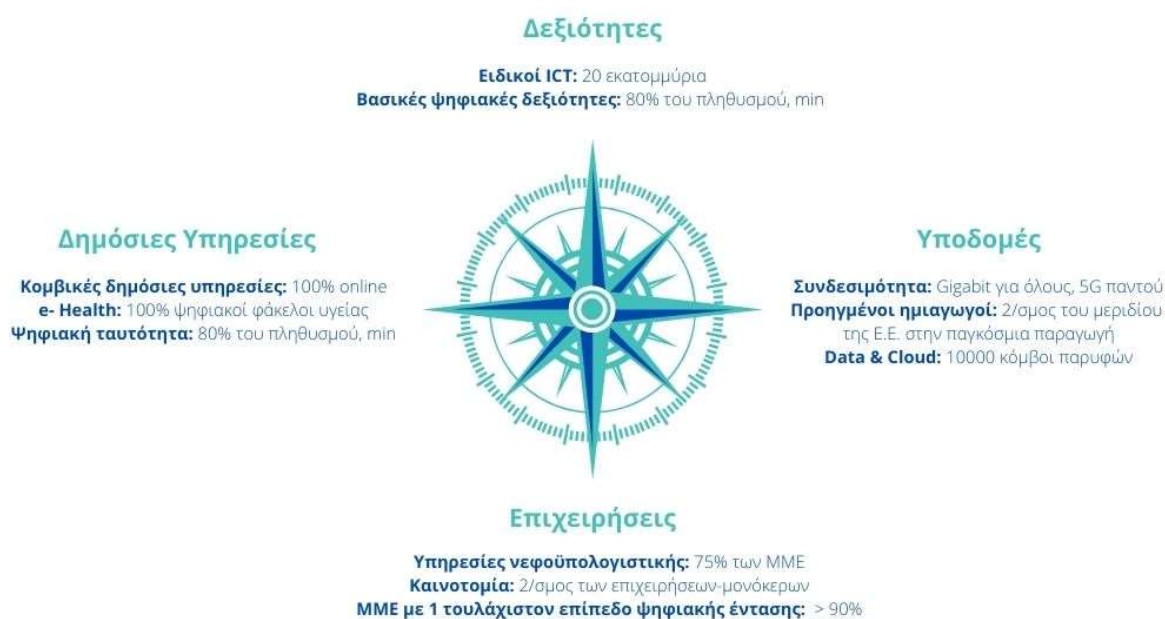 Δεξιότητες
Ειδικοί ICT: 20 εκατομμύρια
Βασικές ψηφιακές δεξιότητες: 80% του πληθυσμού, min
Δημόσιες Υπηρεσίες
Κομβικές δημόσιες υπηρεσίες: 100% online
e- Health: 100% ψηφιακοί φάκελοι υγείας
Ψηφιακή ταυτότητα: 80% του πληθυσμού, min
Υποδομές
Συνδεσιμότητα: Gigabit για όλους, 5G παντού
Προηγμένοι ημιαγωγοί: 2/σμος του μεριδίου
της Ε.Ε. στην παγκόσμια παραγωγή
Data & Cloud: 10000 κόμβοι παρυφών
Επιχειρήσεις
Υπηρεσίες νεφοϋπολογιστικής: 75% των ΜΜΕ
Καινοτομία: 2/σμος των επιχειρήσεων-μονόκερων
ΜΜΕ με 1 τουλάχιστον επίπεδο ψηφιακής έντασης: > 90%